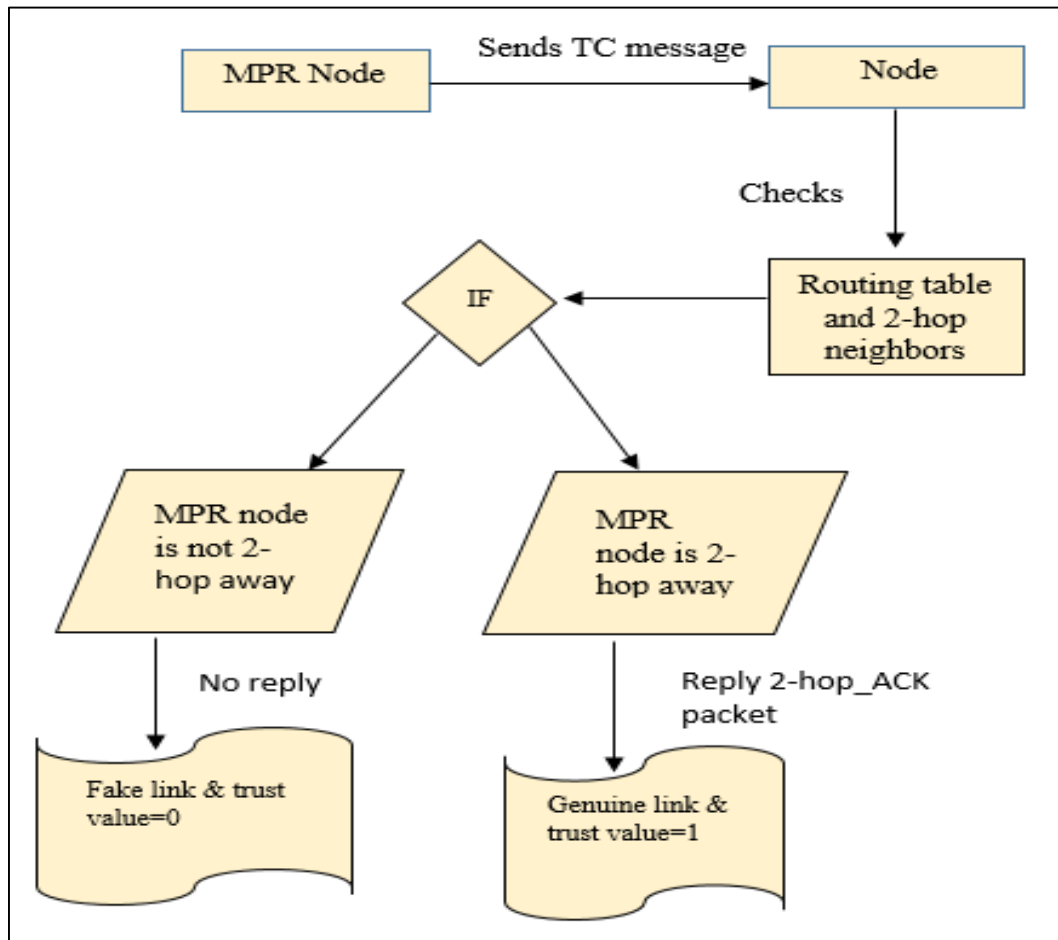 Sends TC message
MPR Node
Node
Checks
Routing table
and 2-hop
neighbors
IF
MPR node
is not 2-
hop away
MPR
node is 2-
hop away
No reply
Reply 2-hop_ACK
packet
Fake link & trust
value=0
Genuine link &
trust value=1